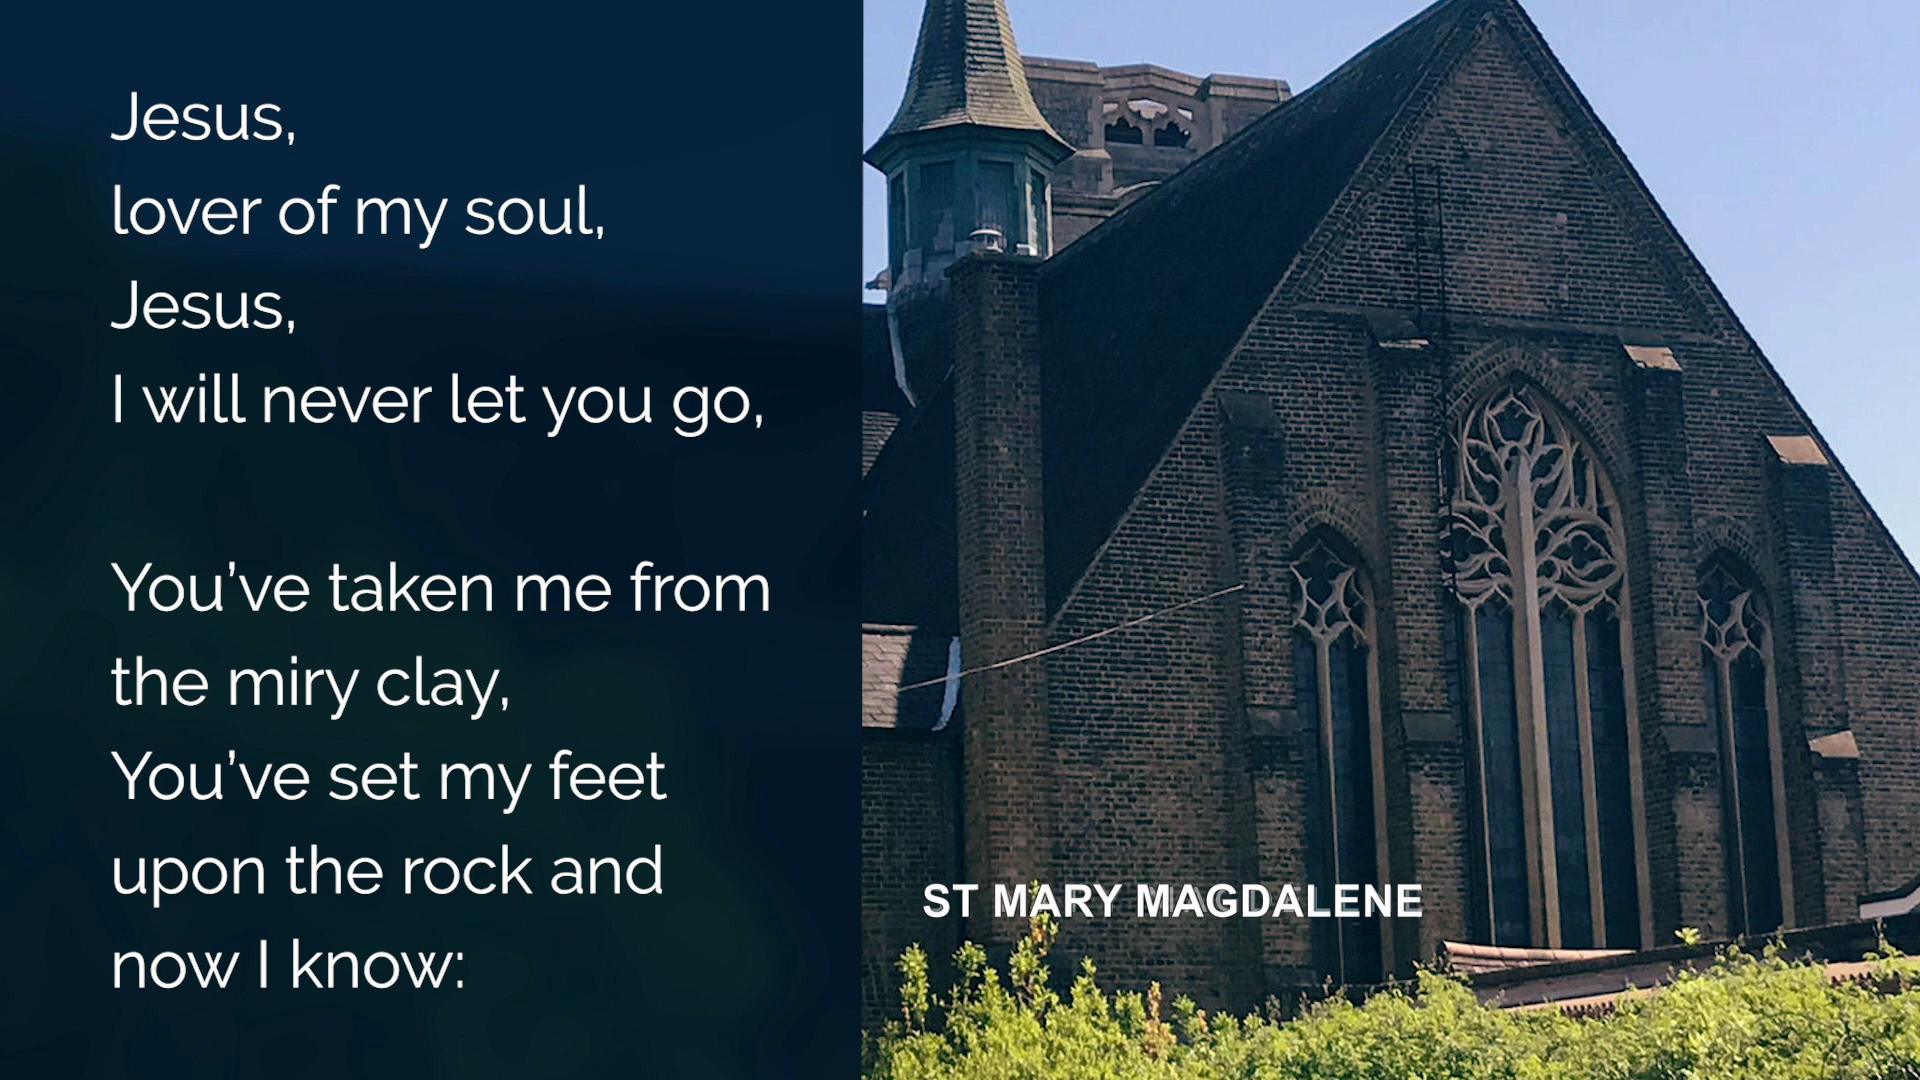 Jesus,
lover of my soul,
Jesus,
I will never let you go,
You’ve taken me from
the miry clay,
You’ve set my feet
upon the rock and
now I know:
ST MARY MAGDALENE